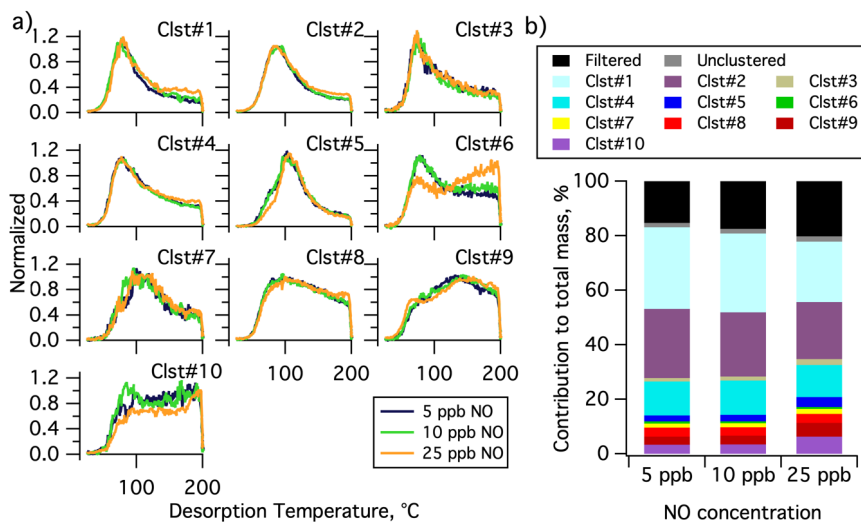 a)
Clst#1
Clst#2
Clst#3
1.2
0.8
0.4
0.0
Clst#4
Clst#5
Clst#6
1.2
0.8
0.4
0.0
Clst#7
Clst#8
Clst#9
1.2
0.8
0.4
0.0
100 200
100 200
Clst#10
1.2
0.8
0.4
0.0
100 200
Normalized
Desorption Temperature, °C
5 ppb NO
10 ppb NO
25 ppb NO
b)
Filtered Unclustered
Clst#1 Clst#2 Clst#3
Clst#4 Clst#5 Clst#6
Clst#7 Clst#8 Clst#9
Clst#10
Contribution to total mass, %
100
80
60
40
20
0
5 ppb 10 ppb 25 ppb
NO concentration